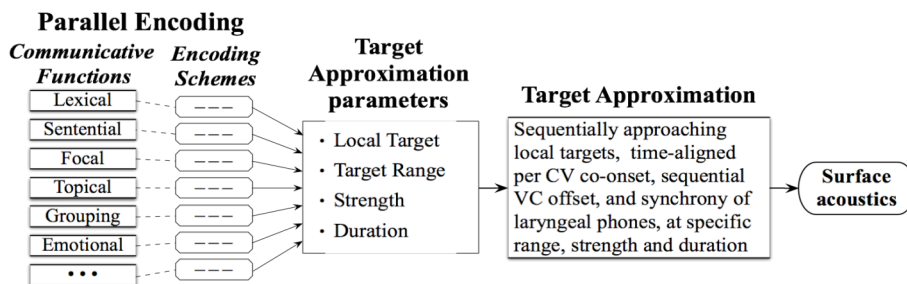 Parallel Encoding
Communicative Functions
Encoding Schemes
Lexical
Sentential
Focal
Topical
Grouping
Emotional
• • •
– – –
– – –
– – –
– – –
– – –
– – –
– – –
Target
Approximation
parameters
• Local Target
• Target Range
• Strength
• Duration
Target Approximation
Sequentially approaching
local targets, time-aligned
per CV co-onset, sequential
VC offset, and synchrony of
laryngeal phones, at specific
range, strength and duration
Surface
acoustics